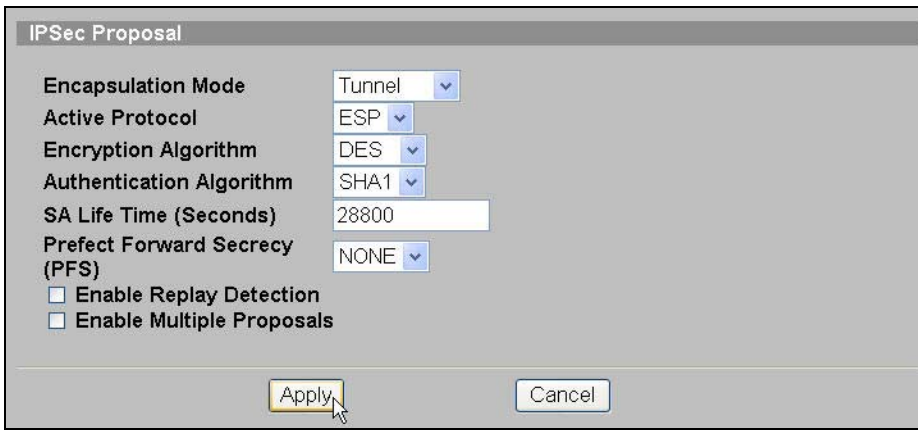 IPSec Proposal
Encapsulation Mode Tunnel
Active Protocol ESP
Encryption Algorithm DES
Authentication Algorithm SHA1
SA Life Time (Seconds) 28800
Prefect Forward Secrecy
(PFS) NONE
Enable Replay Detection
Enable Multiple Proposals
Apply Cancel